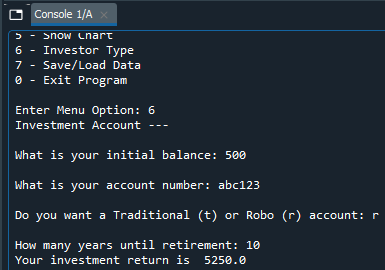 Console 1/A
5 - Show Chart
6 - Investor Type
7 - Save/Load Data
0 - Exit Program
Enter Menu Option: 6
Investment Account ---
What is your initial balance: 500
What is your account number: abc123
Do you want a Traditional (t) or Robo (r) account: r
How many years until retirement: 10
Your investment return is  5250.0